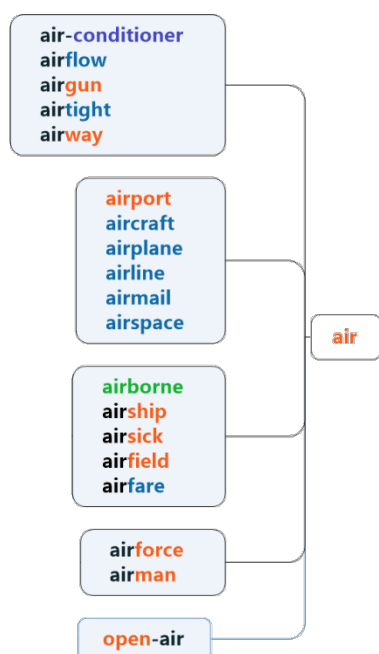 air-conditioner
airflow
airgun
airtight
airway
airport
aircraft
airplane
airline
airmail
airspace
air
airborne
airship
airsick
airfield
airfare
airforce
airman
open-air